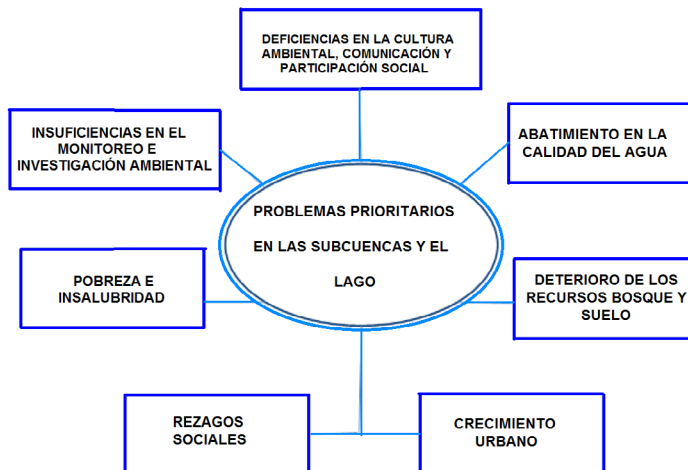 DEFICIENCIAS EN LA CULTURA
AMBIENTAL, COMUNICACIÓN Y
PARTICIPACIÓN SOCIAL
INSUFICIENCIAS EN EL
MONITOREO E
INVESTIGACIÓN AMBIENTAL
ABATIMIENTO EN LA
CALIDAD DEL AGUA
PROBLEMAS PRIORITARIOS
EN LAS SUBCUENCAS Y EL
LAGO
POBREZA E
INSALUBRIDAD
DETERIORO DE LOS
RECURSOS BOSQUE Y
SUELO
REZAGOS
SOCIALES
CRECIMIENTO
URBANO